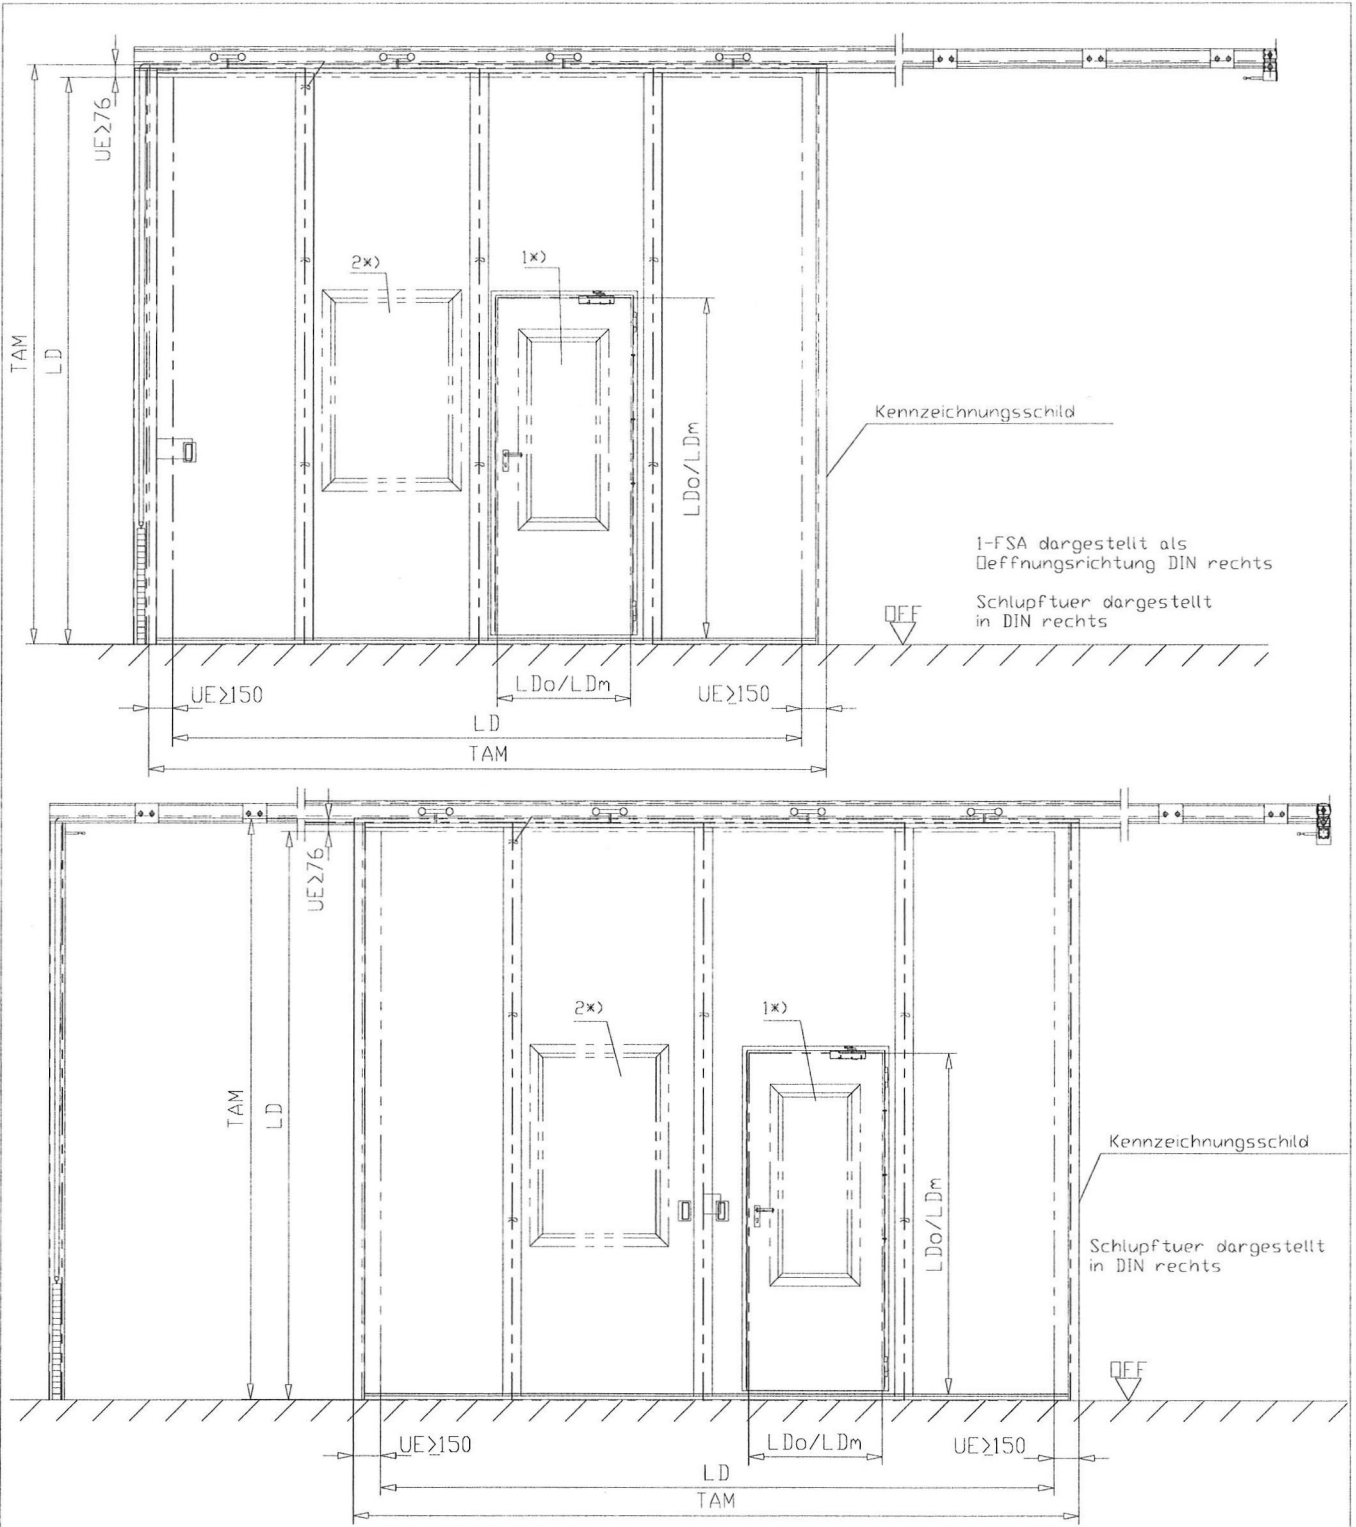 UE≥76
TAM
LD
2*)
1*)
LDo/LDm
Kennzeichnungsschild
1-FSA dargestellt als
Oeffnungsrichtung DIN rechts
Schlupftuer dargestellt
in DIN rechts
OFF
UE≥150
LDo/LDm
UE≥150
LD
TAM
UE≥76
TAM
LD
2*)
1*)
LDo/LDm
Kennzeichnungsschild
Schlupftuer dargestellt
in DIN rechts
OFF
UE≥150
LDo/LDm
UE≥150
LD
TAM